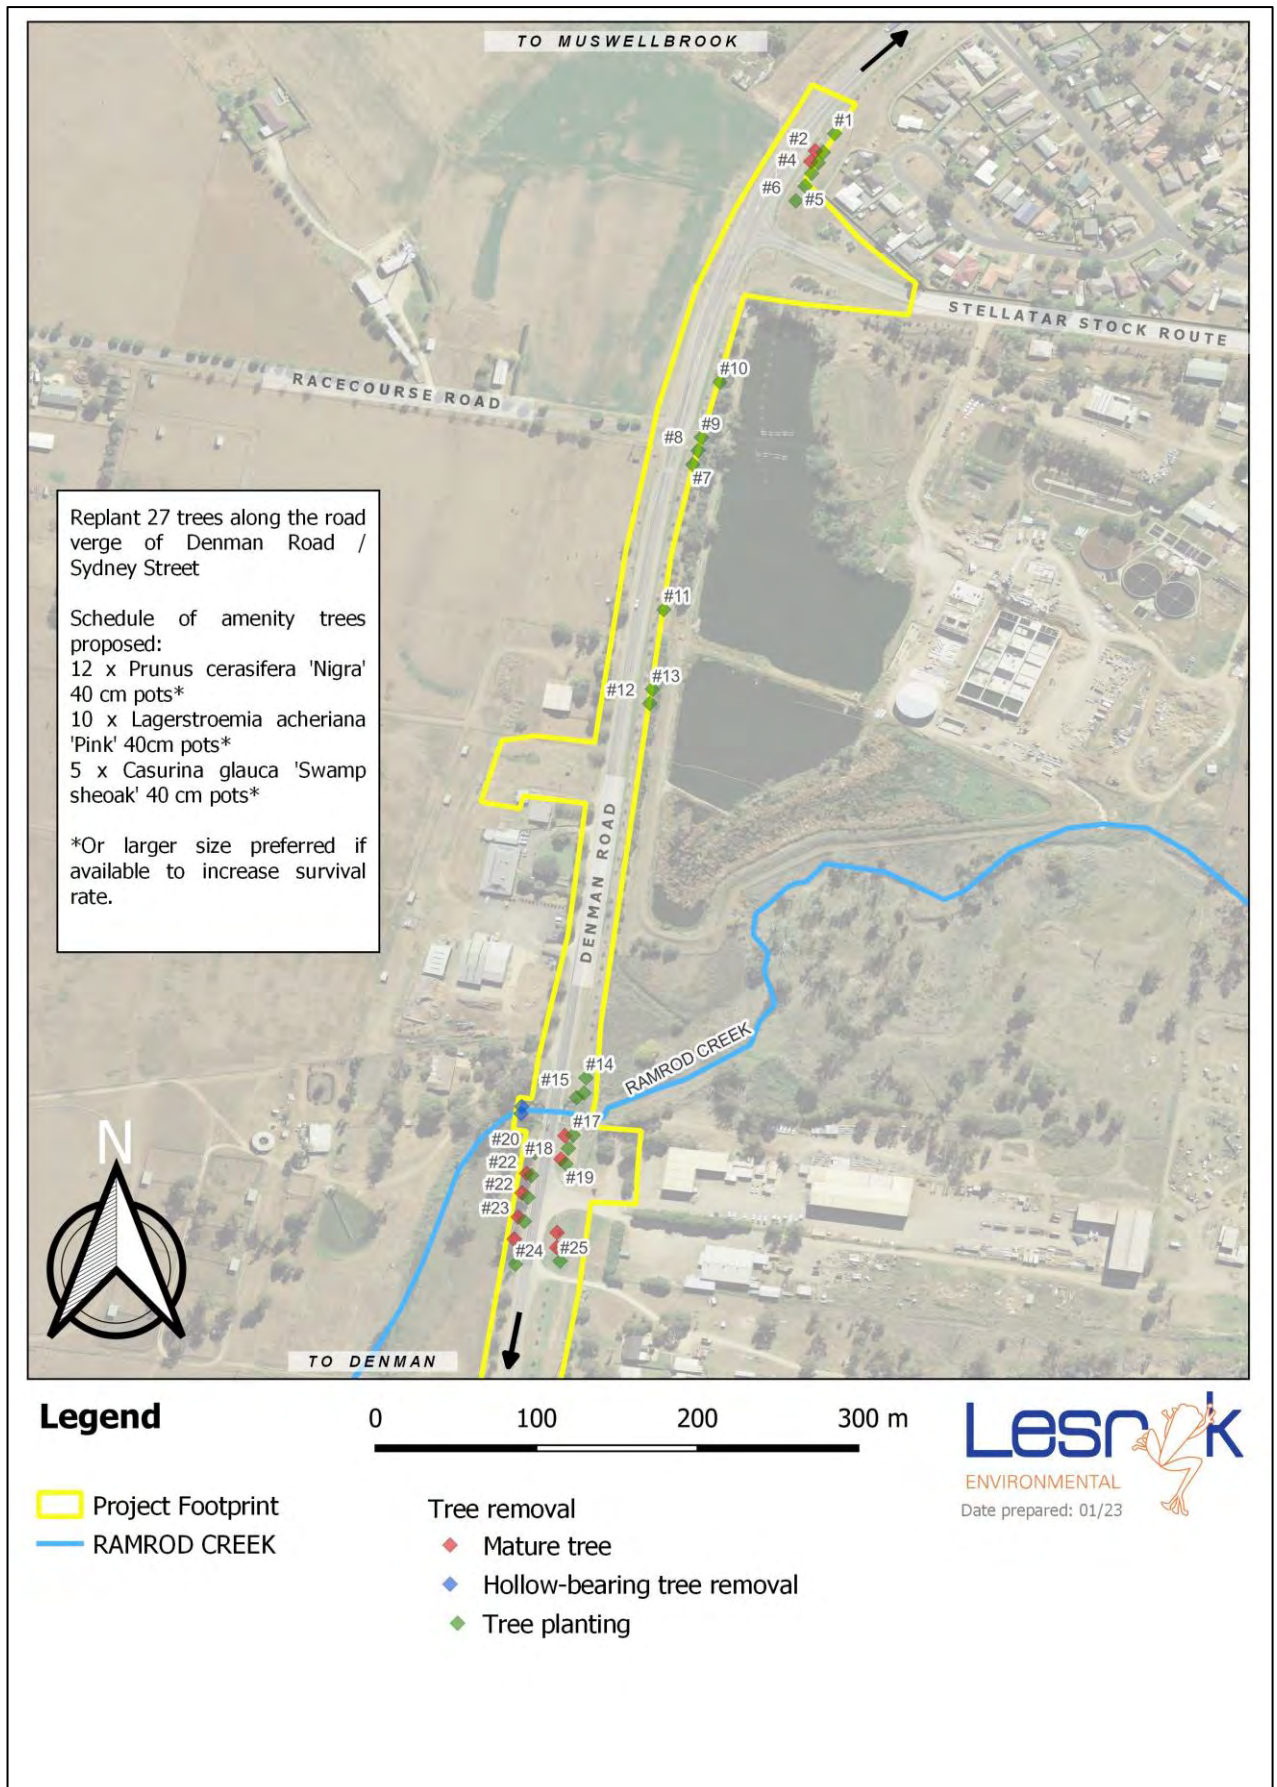 TO MUSWELLBROOK
#1
#2
#4
#6
#5
STELLATAR STOCK ROUTE
#10
RACECOURSE ROAD
#9
#8
#7
Replant 27 trees along the road
verge of Denman Road /
Sydney Street
Schedule of amenity trees
proposed:
12 x Prunus cerasifera 'Nigra'
40 cm pots*
10 x Lagerstroemia acheriana
'Pink' 40cm pots*
5 x Casurina glauca 'Swamp
sheoak' 40 cm pots*
*Or larger size preferred if
available to increase survival
rate.
#11
#13
#12
DENMAN ROAD
RAMROD CREEK
#14
#15
#17
#20
#18
#22
#19
#22
#23
#24
#25
N
TO DENMAN
Legend
0 100 200 300 m
Project Footprint
RAMROD CREEK
Tree removal
Mature tree
Hollow-bearing tree removal
Tree planting
Lesryk
ENVIRONMENTAL
Date prepared: 01/23